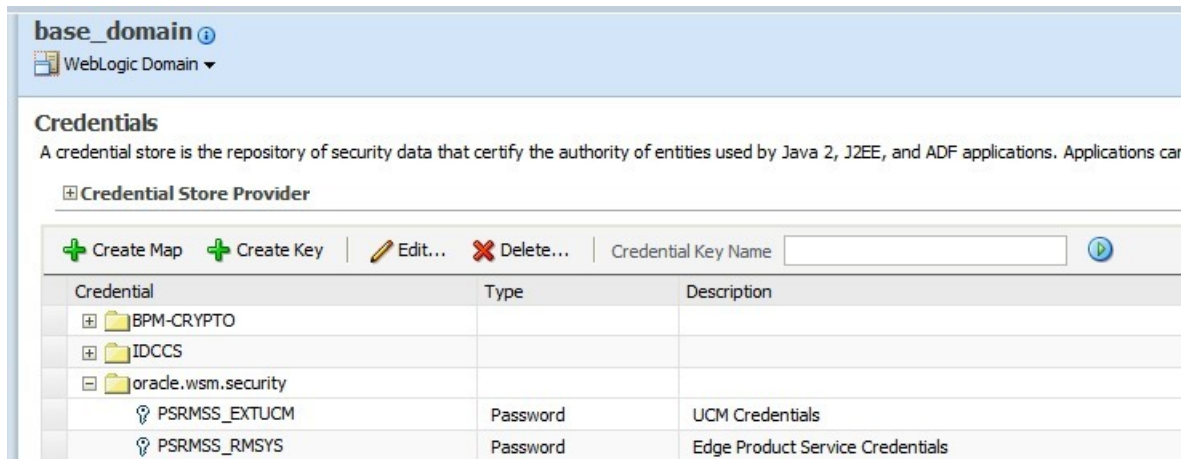 base_domain
WebLogic Domain
Credentials
A credential store is the repository of security data that certify the authority of entities used by Java 2, J2EE, and ADF applications. Applications car
Credential Store Provider
Create Map Create Key Edit... Delete... Credential Key Name
Credential Type Description
BPM-CRYPTO
IDCCS
oracle.wsm.security
PSRMSS_EXTUCM Password UCM Credentials
PSRMSS_RMSYS Password Edge Product Service Credentials